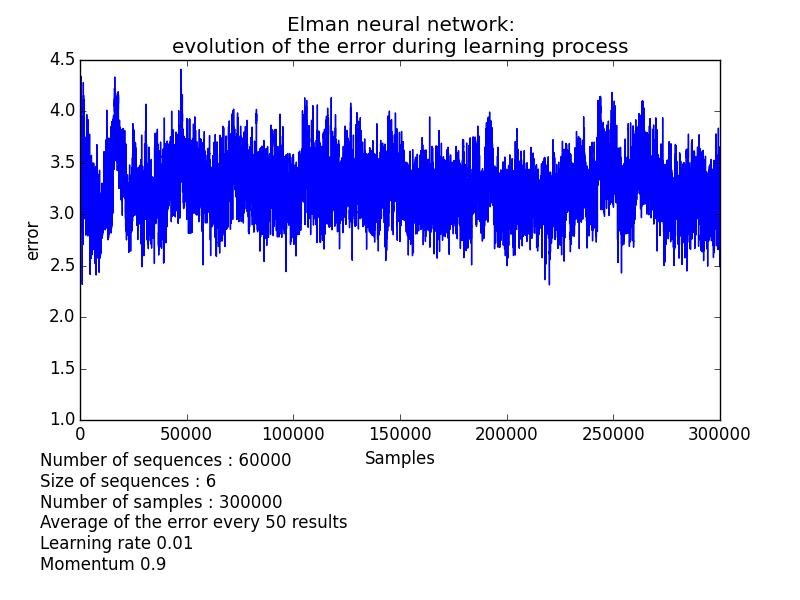 Elman neural network:
evolution of the error during learning process
4.5
4.0
3.5
3.0
2.5
2.0
1.5
1.0
error
0 50000 100000 150000 200000 250000 300000
Samples
Number of sequences : 60000
Size of sequences : 6
Number of samples : 300000
Average of the error every 50 results
Learning rate 0.01
Momentum 0.9